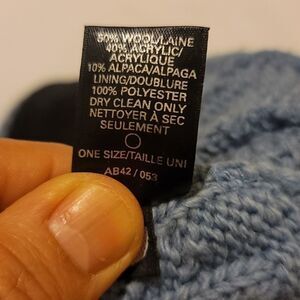 50% WOOL/LAINE
40% ACRYLIC/
ACRYLIQUE
10% ALPACA/ALPAGA
LINING/DOUBLURE
100% POLYESTER
DRY CLEAN ONLY
NETTOYER À SEC
SEULEMENT
ONE SIZE/TAILLE UNI
AB42 / 053